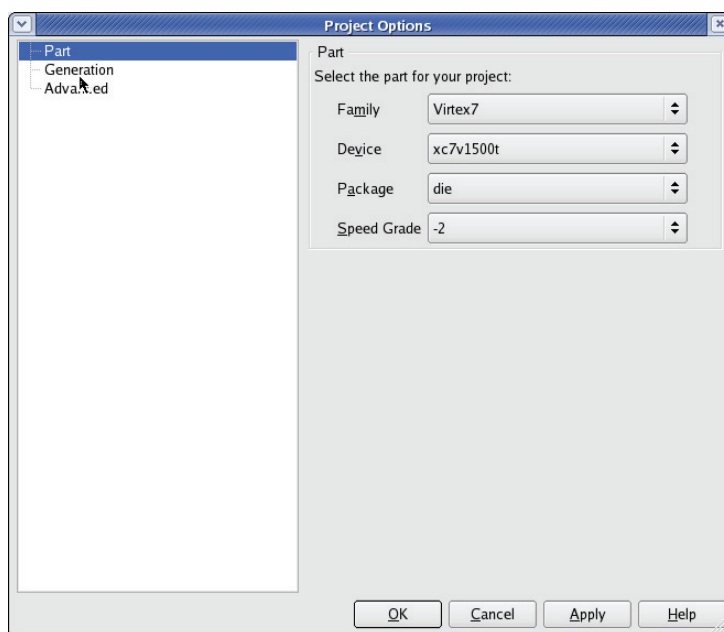 Project Options
Part
Generation
Part
Select the part for your project:
Family Virtex7
Device xc7v1500t
Package die
Speed Grade -2
OK Cancel Apply Help